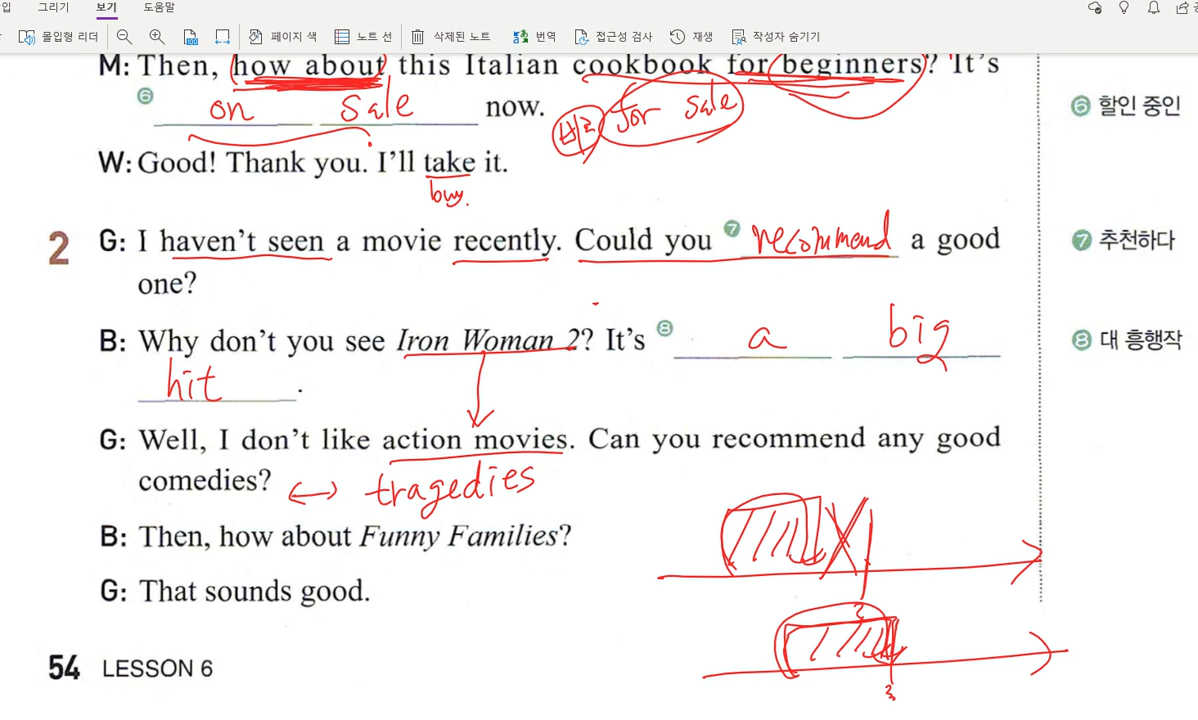 그리기 보기 도움말
몰입형 리더 100 페이지 색 노트 선 삭제된 노트 번역 접근성 검사 재생 작성자 숨기기
M: Then, how about this Italian cookbook for beginners? It's
⑥ on sale now. 비교 for sale ⑥ 할인 중인
W: Good! Thank you. I'll take it.
buy.
2 G: I haven't seen a movie recently. Could you ⑦ recommend a good ⑦ 추천하다
one?
B: Why don't you see Iron Woman 2? It's ⑧ a big ⑧ 대 흥행작
hit .
G: Well, I don't like action movies. Can you recommend any good
comedies? ↔ tragedies
B: Then, how about Funny Families?
G: That sounds good.
54 LESSON 6